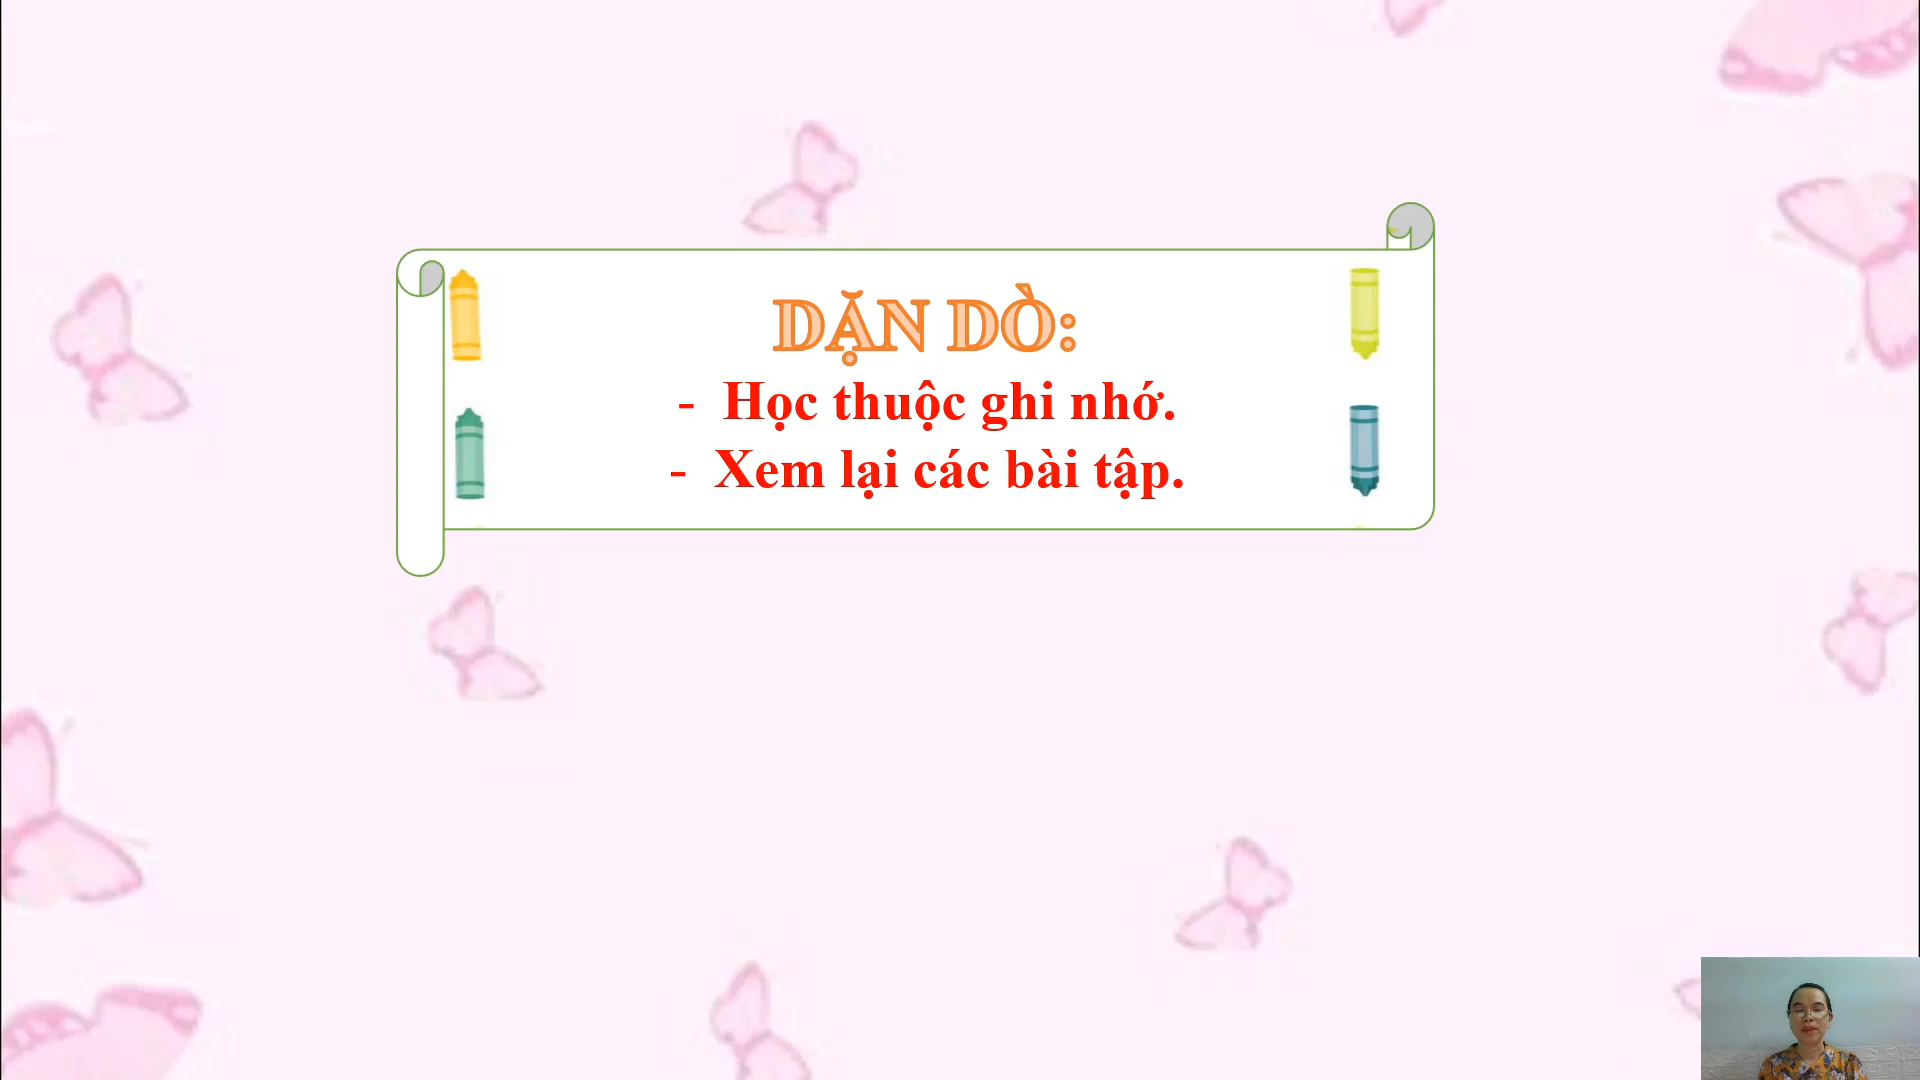 DẶN DÒ:
- Học thuộc ghi nhớ.
- Xem lại các bài tập.